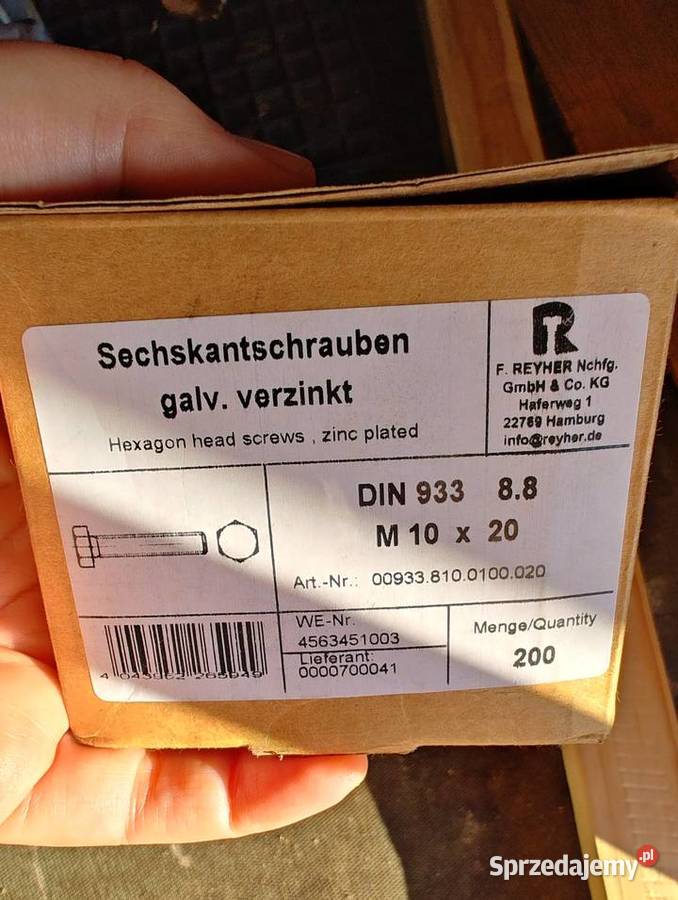 Sechskantschrauben
galv. verzinkt
Hexagon head screws , zinc plated
R
F. REYHER Nchfg.
GmbH & Co. KG
Haferweg 1
22769 Hamburg
info@reyher.de
DIN 933 8.8
M 10 x 20
Art.-Nr.: 00933.810.0100.020
WE-Nr.
4563451003
Lieferant:
0000700041
Menge/Quantity
200
Sprzedajemy.pl